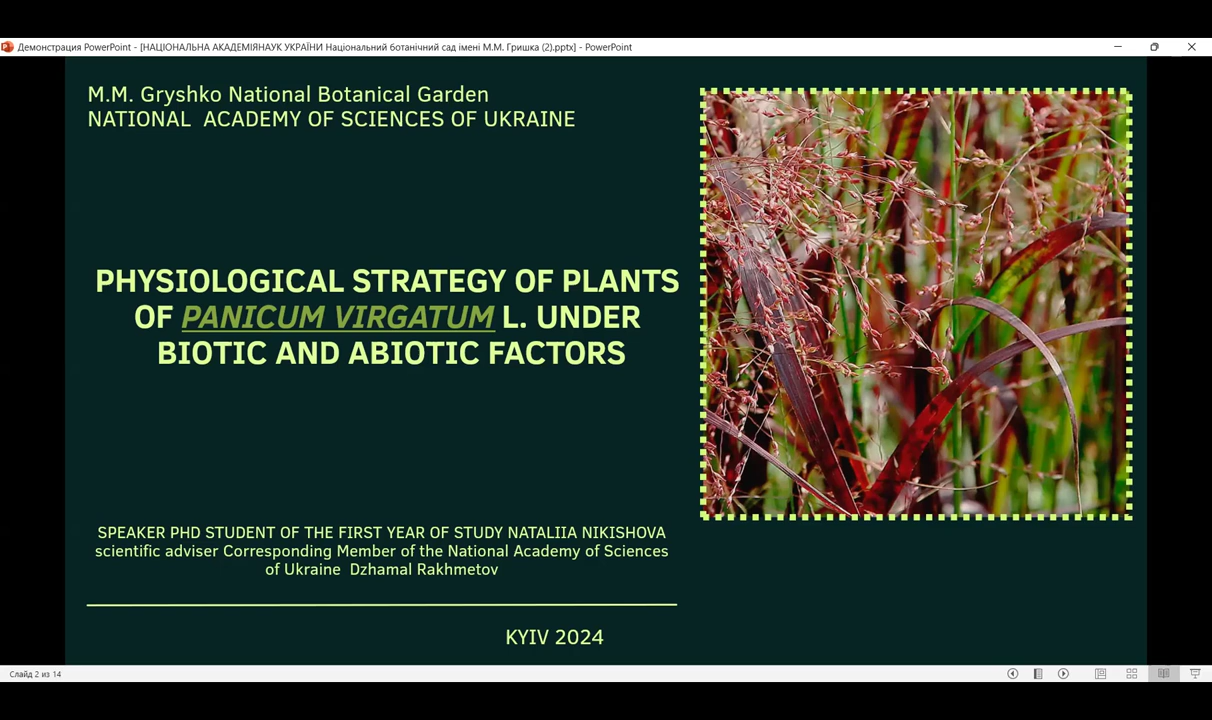 Демонстрация PowerPoint - [НАЦІОНАЛЬНА АКАДЕМІЯНАУК УКРАЇНИ Національний ботанічний сад імені М.М. Гришка (2).pptx] - PowerPoint
M.M. Gryshko National Botanical Garden
NATIONAL ACADEMY OF SCIENCES OF UKRAINE
PHYSIOLOGICAL STRATEGY OF PLANTS
OF PANICUM VIRGATUM L. UNDER
BIOTIC AND ABIOTIC FACTORS
SPEAKER PHD STUDENT OF THE FIRST YEAR OF STUDY NATALIIA NIKISHOVA
scientific adviser Corresponding Member of the National Academy of Sciences
of Ukraine Dzhamal Rakhmetov
KYIV 2024
Слайд 2 из 14